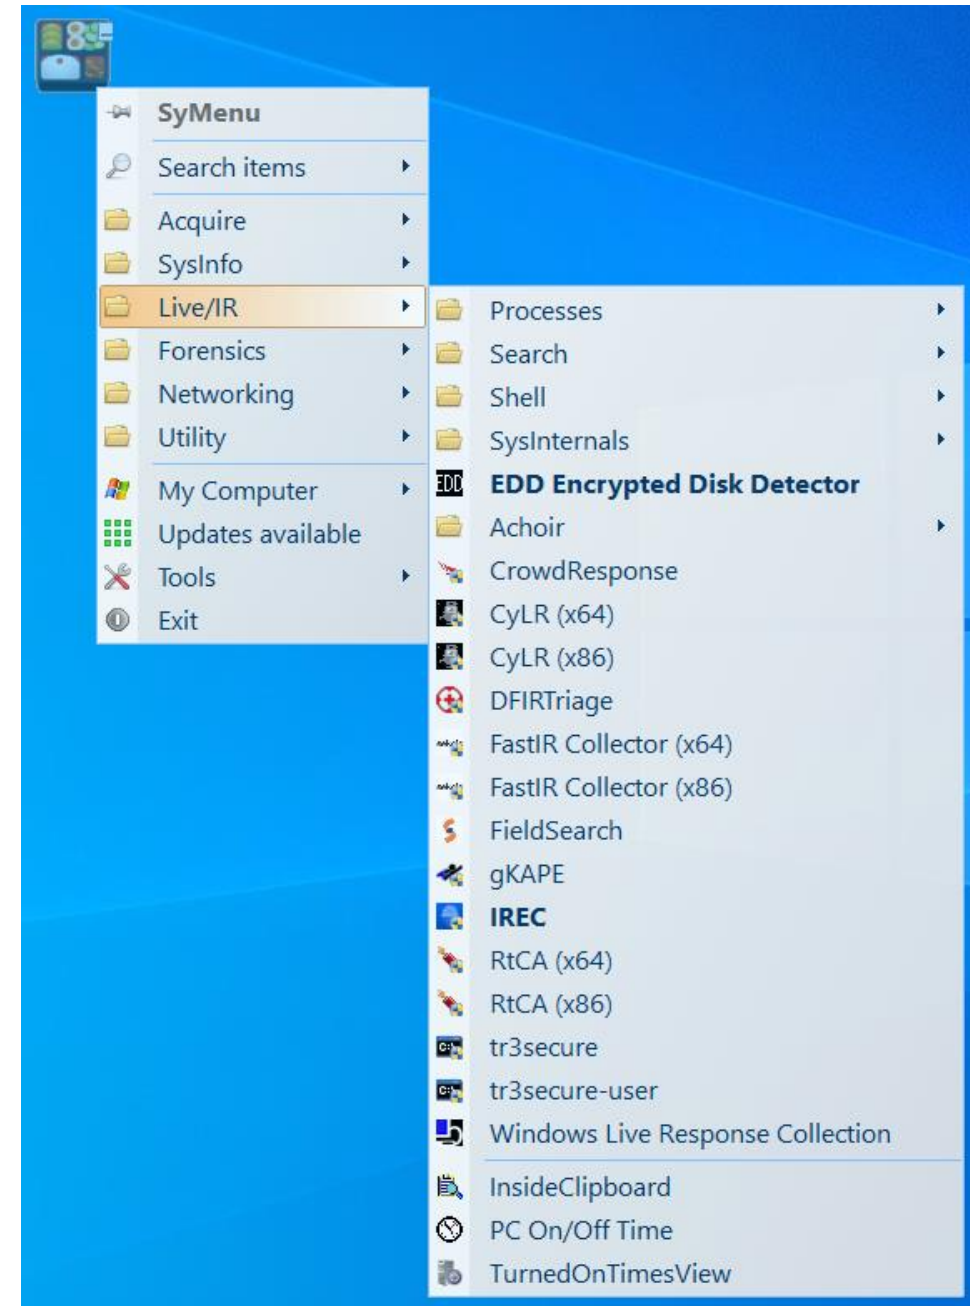 SyMenu
Search items
Acquire
SysInfo
Live/IR
Forensics
Networking
Utility
My Computer
Updates available
Tools
Exit
Processes
Search
Shell
SysInternals
EDD
EDD Encrypted Disk Detector
Achoir
CrowdResponse
CyLR (x64)
CyLR (x86)
DFIRTriage
FastIR Collector (x64)
FastIR Collector (x86)
FieldSearch
gKAPE
IREC
RtCA (x64)
RtCA (x86)
tr3secure
tr3secure-user
Windows Live Response Collection
InsideClipboard
PC On/Off Time
TurnedOnTimesView